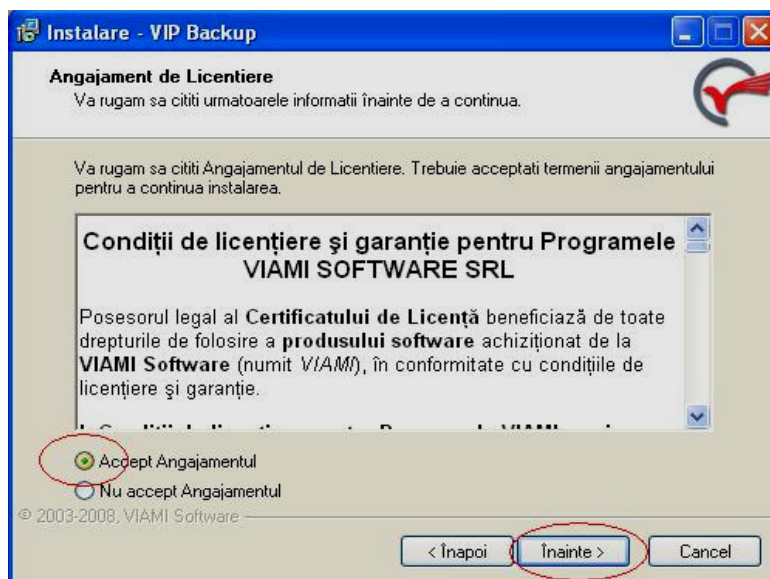 Instalare - VIP Backup
Angajament de Licentiere
Va rugam sa cititi urmatoarele informatii înainte de a continua.
Va rugam sa cititi Angajamentul de Licentiere. Trebuie acceptati termenii angajamentului
pentru a continua instalarea.
Condiții de licențiere şi garanție pentru Programele
VIAMI SOFTWARE SRL
Posesorul legal al Certificatului de Licență beneficiază de toate
drepturile de folosire a produsului software achiziționat de la
VIAMI Software (numit VIAMI), în conformitate cu condițiile de
licențiere şi garanție.
Accept Angajamentul
Nu accept Angajamentul
© 2003-2008, VIAMI Software
< Înapoi
Înainte >
Cancel